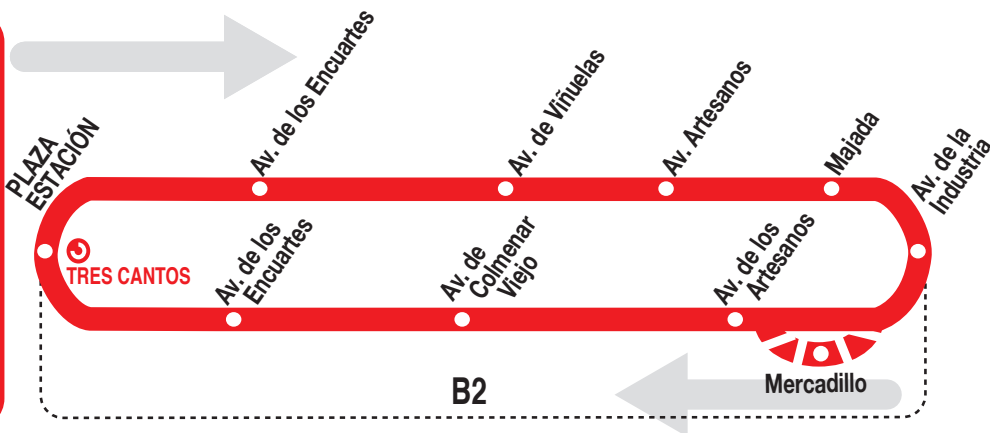 PLAZA
ESTACIÓN
Av. de los Encuartes
Av. de Viñuelas
Av. Artesanos
Majada
Av. de la
Industria
TRES CANTOS
Av. de los
Encuartes
Av. de
Colmenar
Viejo
Av. de los
Artesanos
Mercadillo
B2